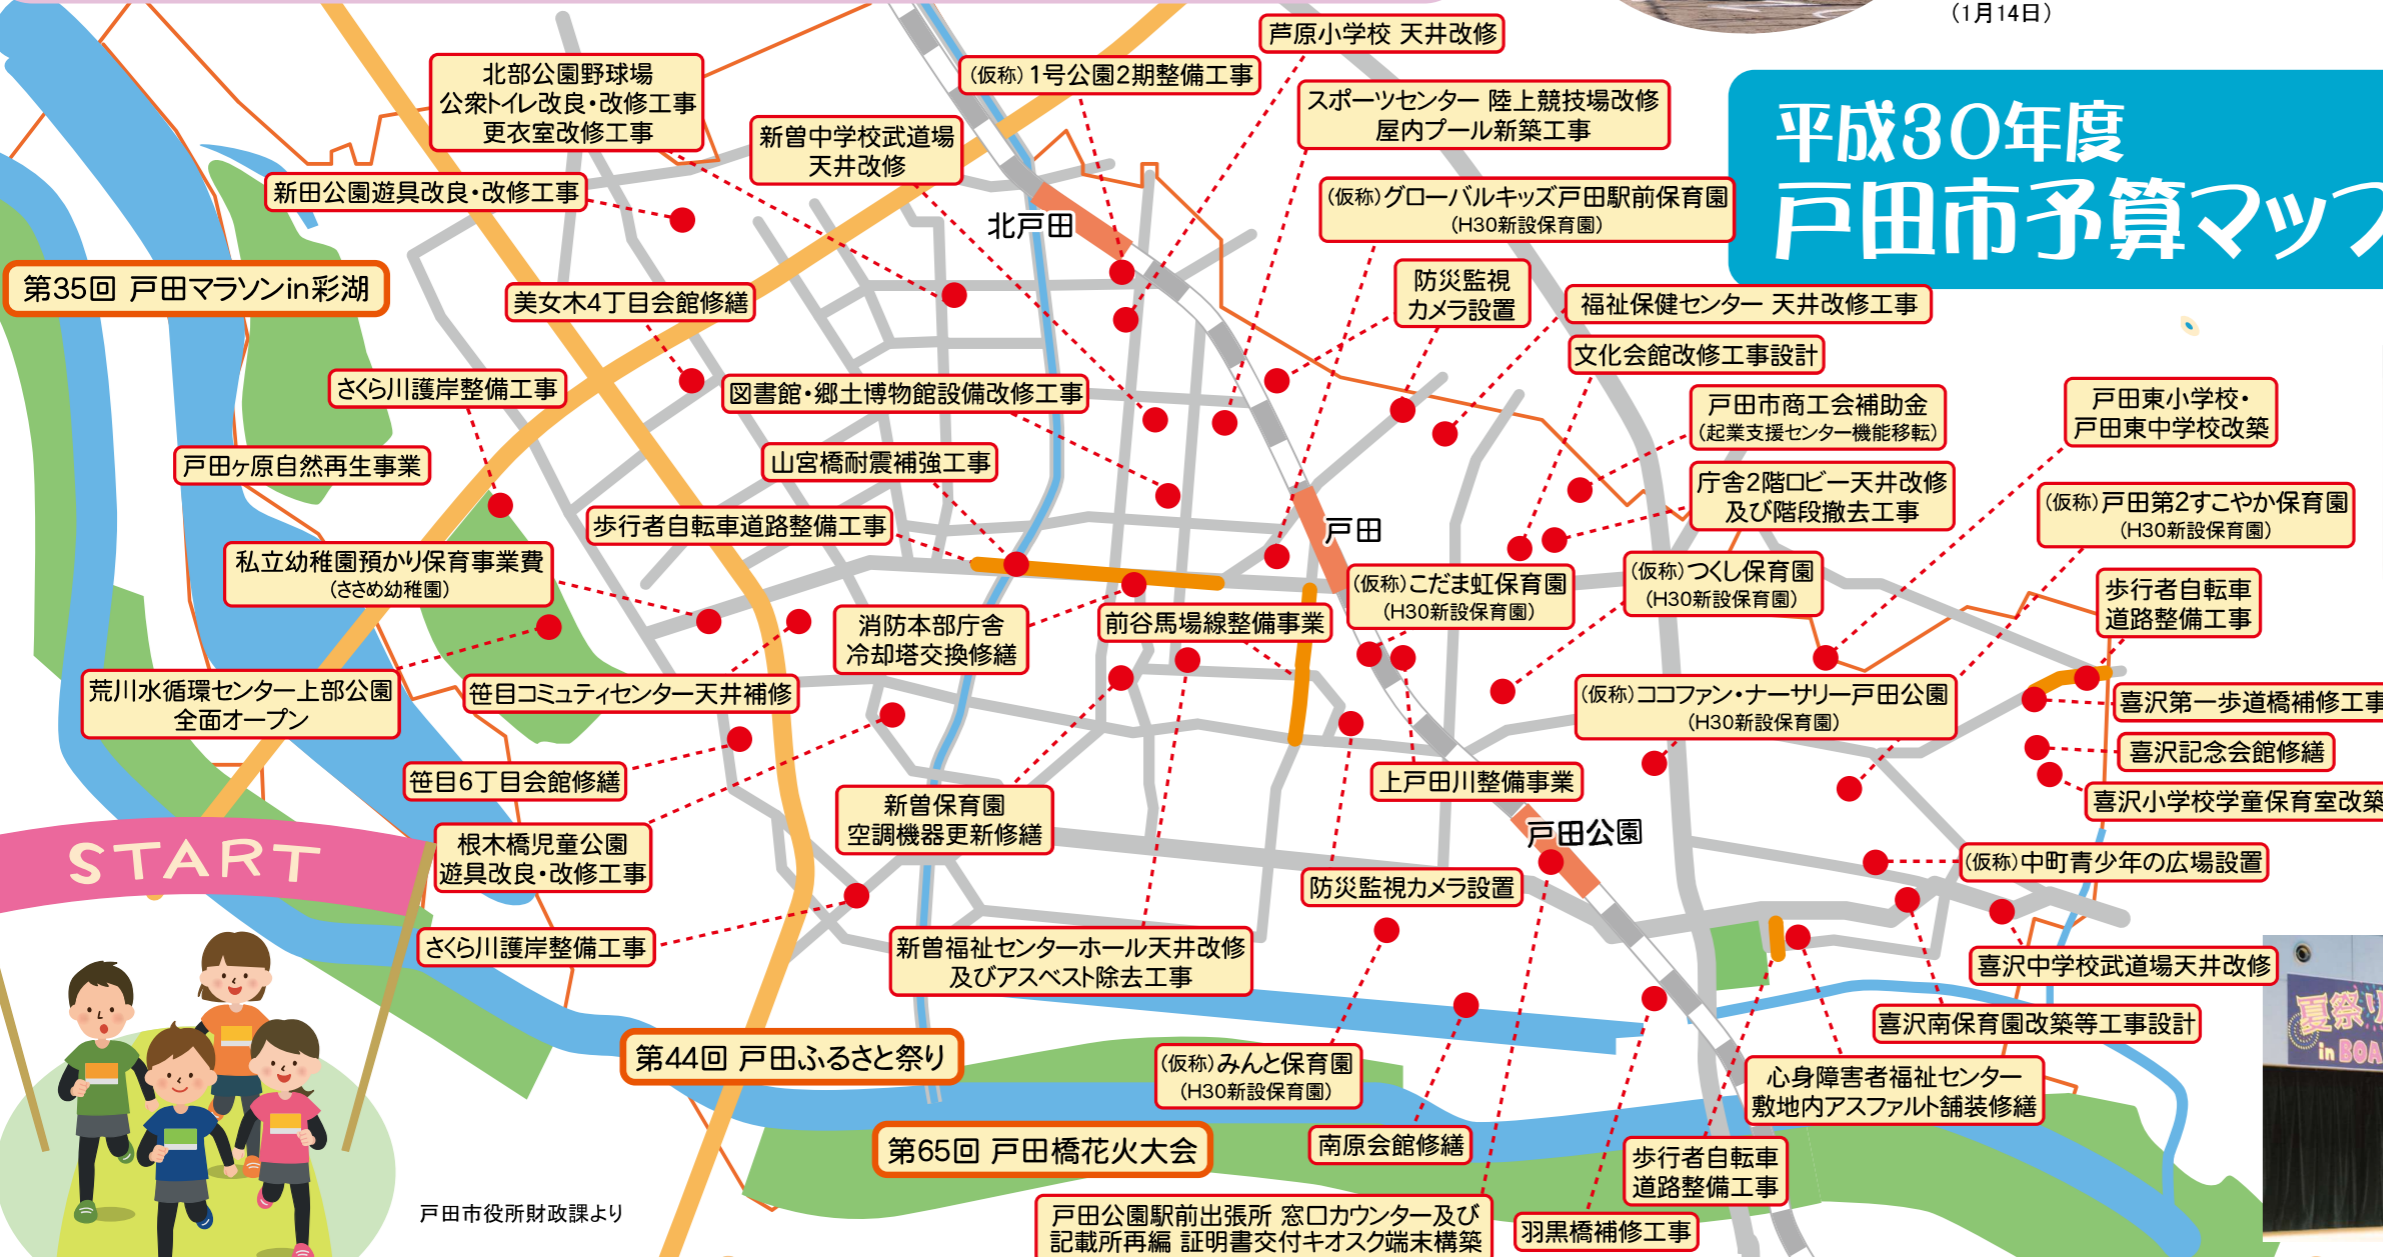 (1月14日)
平成30年度
戸田市予算マップ
芦原小学校 天井改修
(仮称)1号公園2期整備工事
北部公園野球場
公衆トイレ改良・改修工事
更衣室改修工事
スポーツセンター 陸上競技場改修
屋内プール新築工事
新曽中学校武道場
天井改修
新田公園遊具改良・改修工事
(仮称)グローバルキッズ戸田駅前保育園
(H30新設保育園)
北戸田
第35回 戸田マラソンin彩湖
美女木4丁目会館修繕
防災監視
カメラ設置
福祉保健センター 天井改修工事
文化会館改修工事設計
さくら川護岸整備工事
図書館・郷土博物館設備改修工事
戸田市商工会補助金
(起業支援センター機能移転)
戸田東小学校・
戸田東中学校改築
戸田ヶ原自然再生事業
山宮橋耐震補強工事
庁舎2階ロビー天井改修
及び階段撤去工事
(仮称)戸田第2すこやか保育園
(H30新設保育園)
歩行者自転車道路整備工事
戸田
私立幼稚園預かり保育事業費
(ささめ幼稚園)
(仮称)こだま虹保育園
(H30新設保育園)
(仮称)つくし保育園
(H30新設保育園)
歩行者自転車
道路整備工事
消防本部庁舎
冷却塔交換修繕
前谷馬場線整備事業
荒川水循環センター上部公園
全面オープン
笹目コミュティセンター天井補修
(仮称)ココファン・ナーサリー戸田公園
(H30新設保育園)
喜沢第一歩道橋補修工事
喜沢記念会館修繕
笹目6丁目会館修繕
上戸田川整備事業
喜沢小学校学童保育室改築
新曽保育園
空調機器更新修繕
戸田公園
START
根木橋児童公園
遊具改良・改修工事
(仮称)中町青少年の広場設置
防災監視カメラ設置
さくら川護岸整備工事
新曽福祉センターホール天井改修
及びアスベスト除去工事
喜沢中学校武道場天井改修
喜沢南保育園改築等工事設計
夏祭り
in BOA
第44回 戸田ふるさと祭り
(仮称)みんと保育園
(H30新設保育園)
心身障害者福祉センター
敷地内アスファルト舗装修繕
第65回 戸田橋花火大会
南原会館修繕
歩行者自転車
道路整備工事
戸田市役所財政課より
戸田公園駅前出張所 窓口カウンター及び
記載所再編 証明書交付キオスク端末構築
羽黒橋補修工事